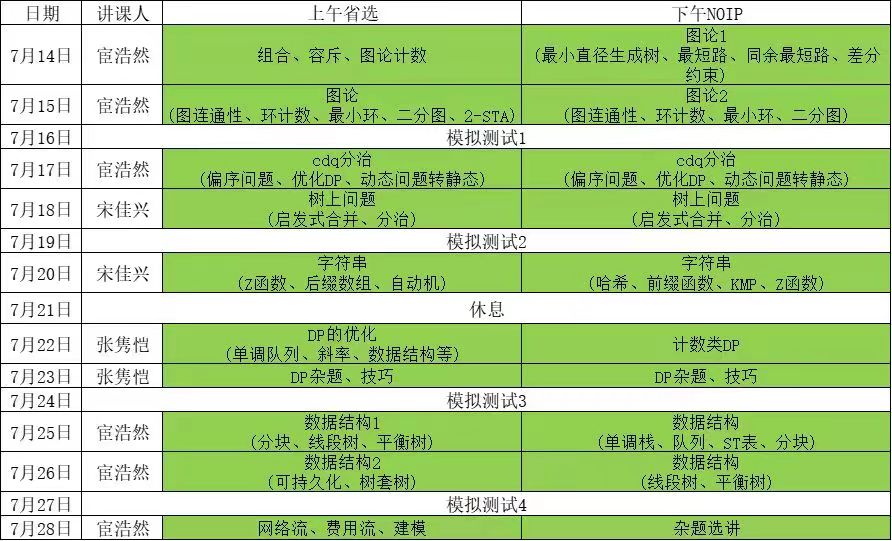 日期 讲课人 上午省选 下午NOIP
7月14日 宦浩然 组合、容斥、图论计数 图论1
(最小直径生成树、最短路、同余最短路、差分
约束)
7月15日 宦浩然 图论 图论2
(图连通性、环计数、最小环、二分图、2-STA) (图连通性、环计数、最小环、二分图)
7月16日 模拟测试1
7月17日 宦浩然 cdq分治 cdq分治
(偏序问题、优化DP、动态问题转静态) (偏序问题、优化DP、动态问题转静态)
7月18日 宋佳兴 树上问题 树上问题
(启发式合并、分治) (启发式合并、分治)
7月19日 模拟测试2
7月20日 宋佳兴 字符串 字符串
(Z函数、后缀数组、自动机) (哈希、前缀函数、KMP、Z函数)
7月21日 休息
7月22日 张隽恺 DP的优化 计数类DP
(单调队列、斜率、数据结构等)
7月23日 张隽恺 DP杂题、技巧 DP杂题、技巧
7月24日 模拟测试3
7月25日 宦浩然 数据结构1 数据结构
(分块、线段树、平衡树) (单调栈、队列、ST表、分块)
7月26日 宦浩然 数据结构2 数据结构
(可持久化、树套树) (线段树、平衡树)
7月27日 模拟测试4
7月28日 宦浩然 网络流、费用流、建模 杂题选讲